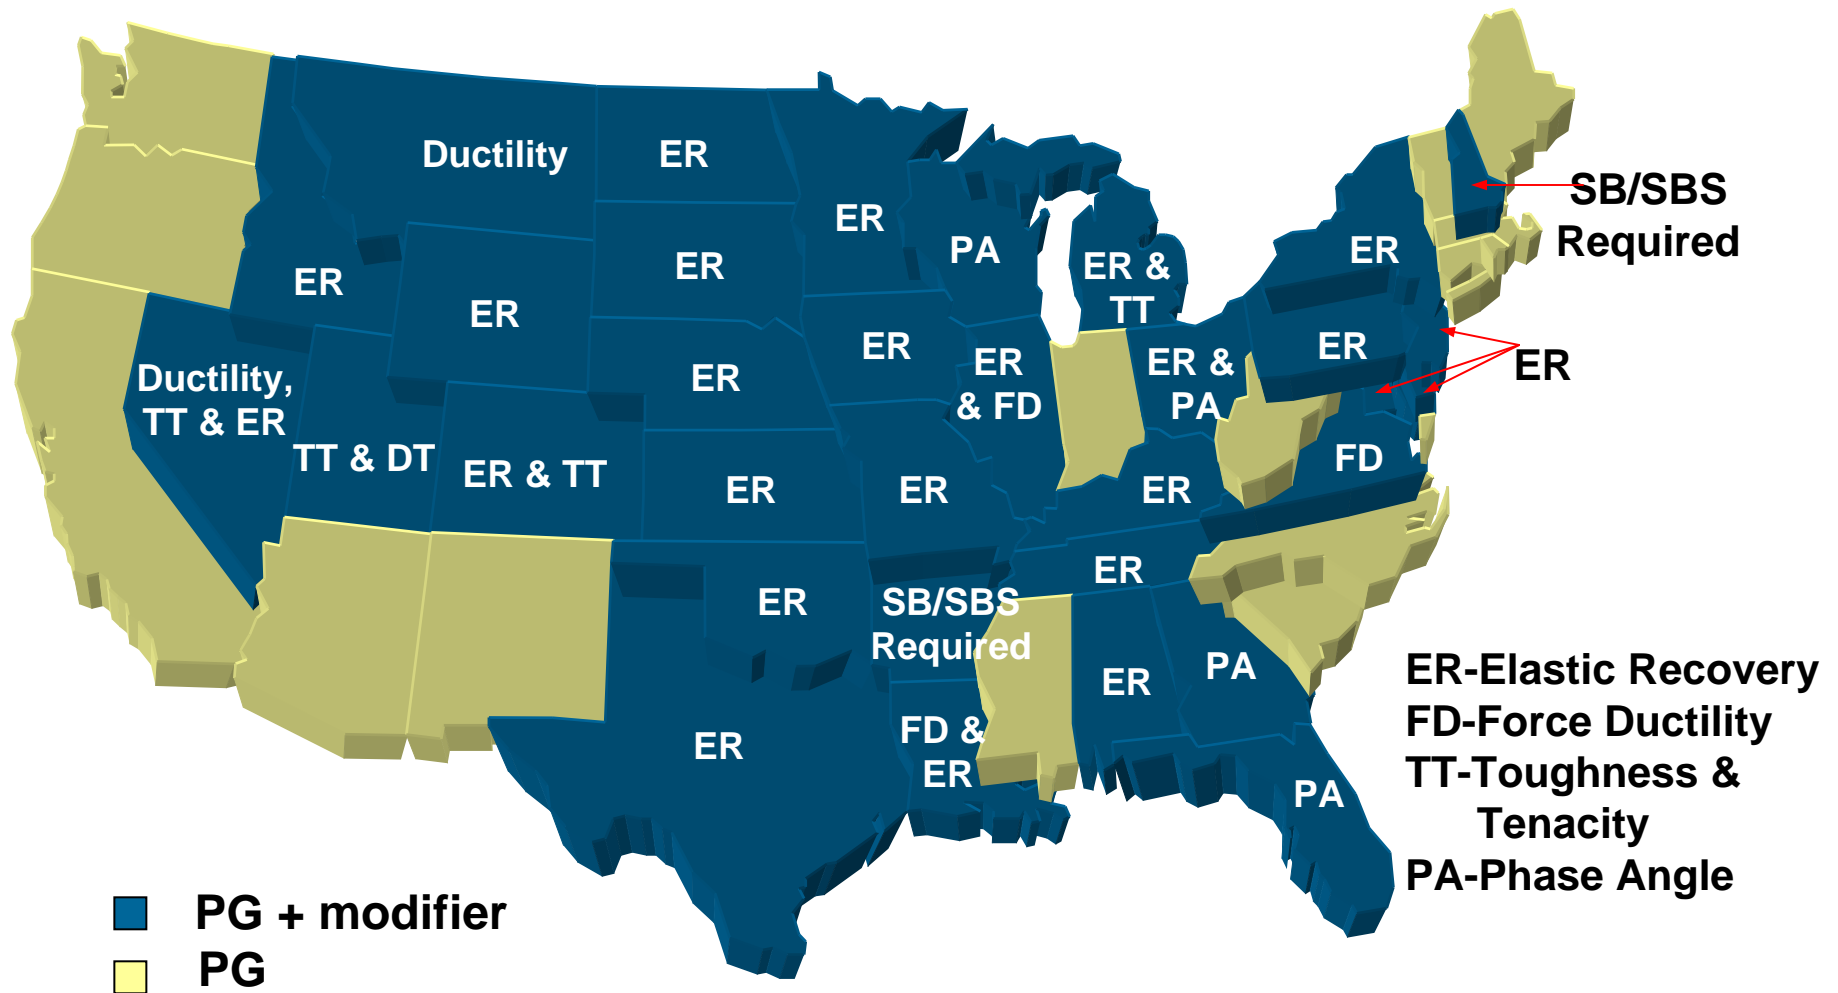 Ductility
ER
ER
PA
SB/SBS
Required
ER
ER &
TT
ER
ER
ER
ER
ER
ER
Ductility,
TT & ER
ER
ER
& FD
ER &
PA
ER
TT & DT
ER & TT
ER
ER
ER
FD
ER
ER
SB/SBS
Required
ER
ER
PA
FD &
ER
ER
PA
ER-Elastic Recovery
FD-Force Ductility
TT-Toughness &
Tenacity
PA-Phase Angle
PG + modifier
PG